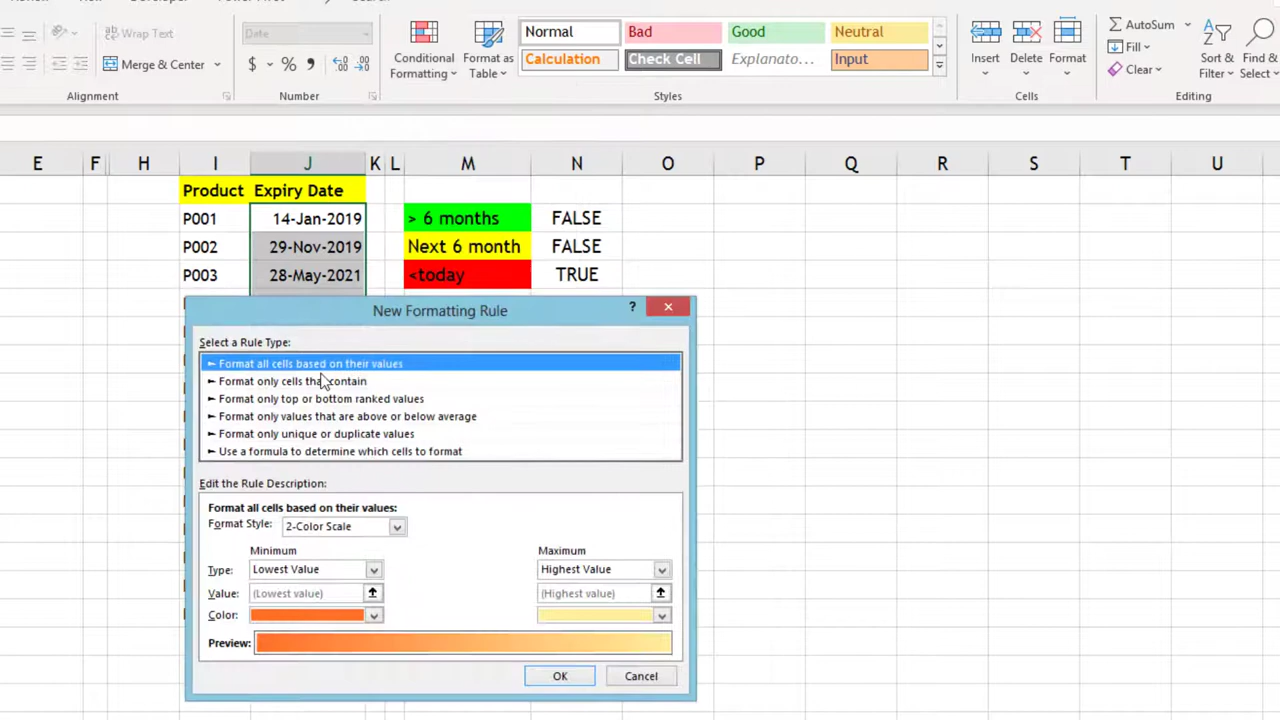 Wrap Text
Date
Conditional
Formatting
Format as
Table
Normal
Bad
Good
Neutral
Calculation
Check Cell
Explanato...
Input
Insert
Delete
Format
AutoSum
Fill
Clear
Sort &
Filter
Find &
Select
Merge & Center
$ % ,
Alignment
Number
Styles
Cells
Editing
E F H I J K L M N O P Q R S T U
Product Expiry Date
P001 14-Jan-2019 > 6 months FALSE
P002 29-Nov-2019 Next 6 month FALSE
P003 28-May-2021 <today TRUE
New Formatting Rule
?
Select a Rule Type:
► Format all cells based on their values
► Format only cells that contain
► Format only top or bottom ranked values
► Format only values that are above or below average
► Format only unique or duplicate values
► Use a formula to determine which cells to format
Edit the Rule Description:
Format all cells based on their values:
Format Style: 2-Color Scale
Minimum Maximum
Type: Lowest Value Highest Value
Value: (Lowest value) (Highest value)
Color:
Preview:
OK Cancel